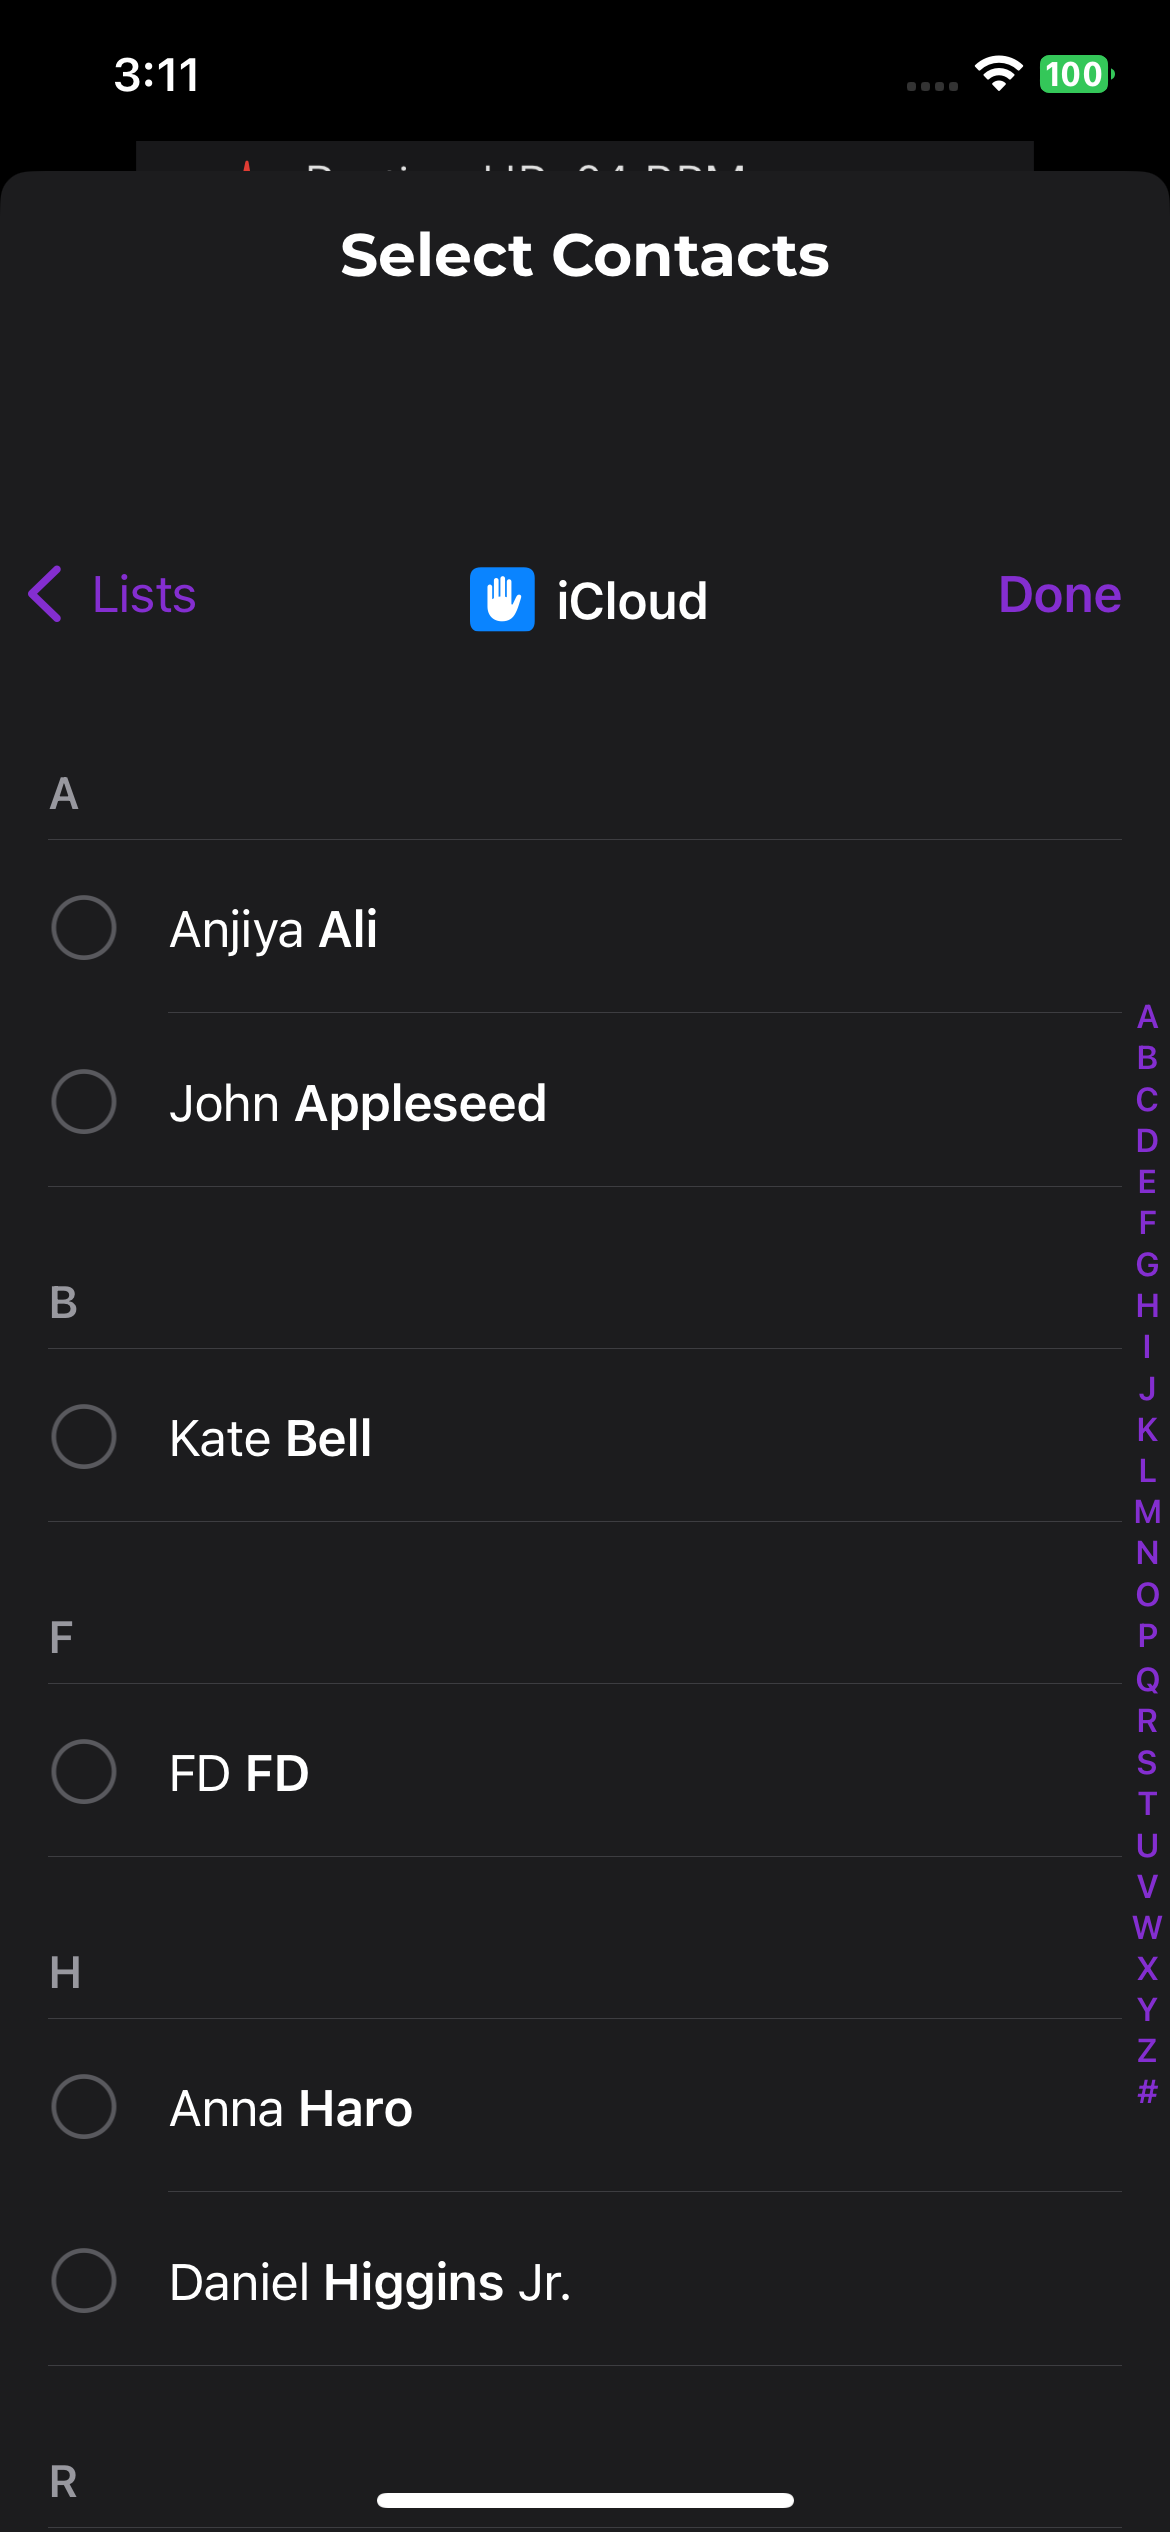 3:11
100
Select Contacts
Lists
iCloud
Done
A
Anjiya Ali
John Appleseed
B
Kate Bell
F
FD FD
H
Anna Haro
Daniel Higgins Jr.
R
A
B
C
D
E
F
G
H
I
J
K
L
M
N
O
P
Q
R
S
T
U
V
W
X
Y
Z
#